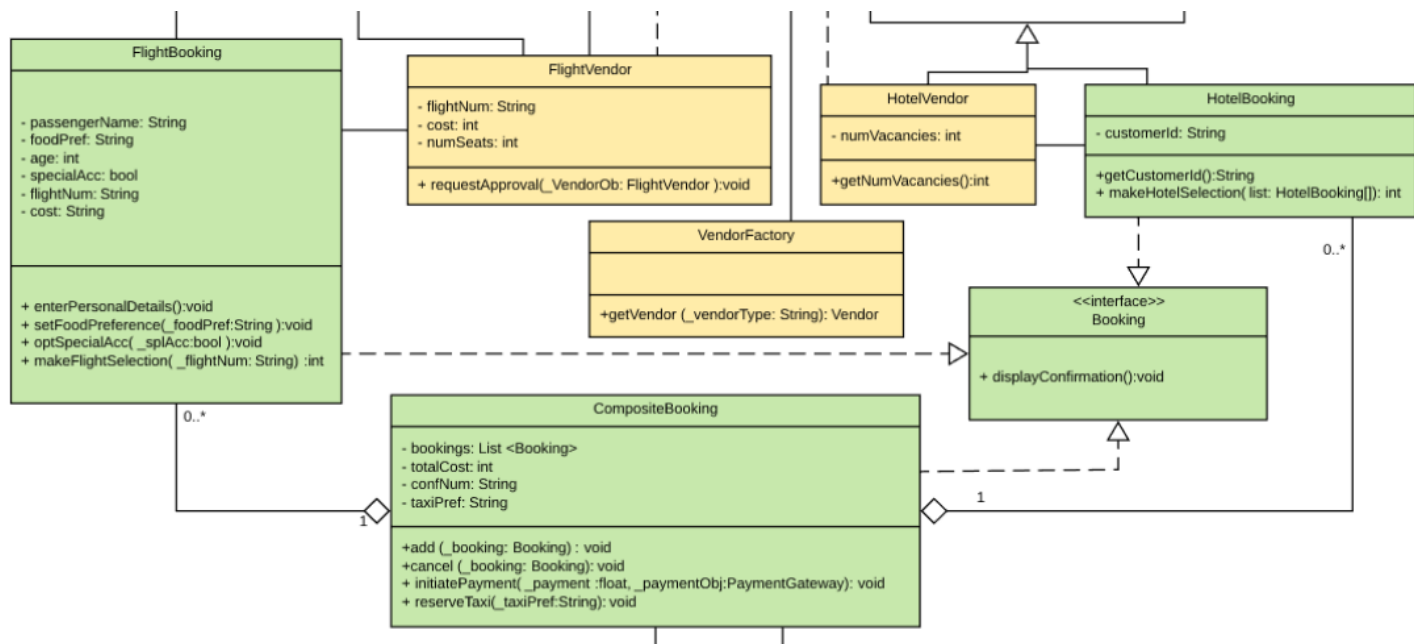 FlightBooking
- passengerName: String
- foodPref: String
- age: int
- specialAcc: bool
- flightNum: String
- cost: String
+ enterPersonalDetails():void
+ setFoodPreference(_foodPref:String ):void
+ optSpecialAcc( _splAcc:bool ):void
+ makeFlightSelection( _flightNum: String) :int
0..*
FlightVendor
- flightNum: String
- cost: int
- numSeats: int
+ requestApproval(_VendorOb: FlightVendor ):void
HotelVendor
- numVacancies: int
+getNumVacancies():int
HotelBooking
- customerId: String
+getCustomerId():String
+ makeHotelSelection( list: HotelBooking[]): int
0..*
VendorFactory
+getVendor (_vendorType: String): Vendor
<<interface>>
Booking
+ displayConfirmation():void
CompositeBooking
- bookings: List <Booking>
- totalCost: int
- confNum: String
- taxiPref: String
+add (_booking: Booking) : void
+cancel (_booking: Booking): void
+ initiatePayment( _payment :float, _paymentObj:PaymentGateway): void
+ reserveTaxi(_taxiPref:String): void
1
1